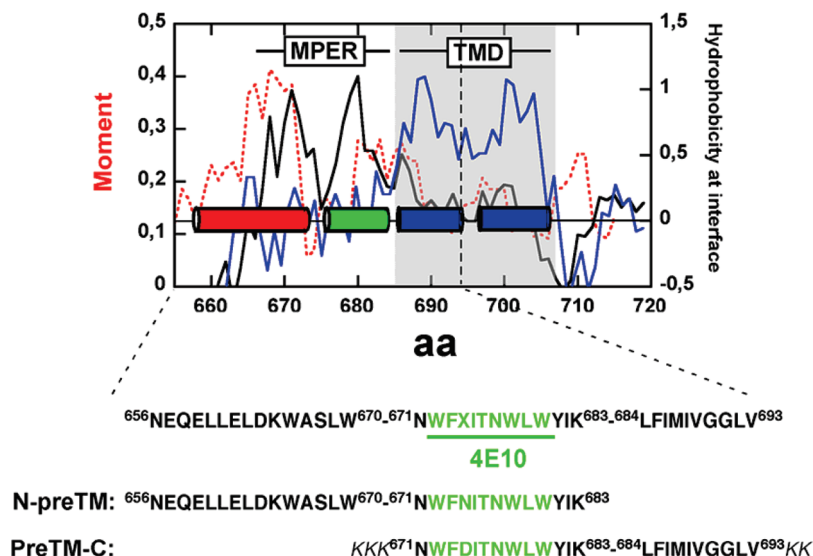 0,5 1,5
MPER TMD
0,4 1
0,3 0,5
0,2 0
0,1 -0,5
0
Moment
Hydrophobicity at interface
660 670 680 690 700 710 720
aa
656NEQELLELDKWASLW670-671NWFXITNWLWYIK683-684LFIMIVGGLV693
4E10
N-preTM: 656NEQELLELDKWASLW670-671NWFNITNWLWYIK683
PreTM-C: KKK671NWFDITNWLWYIK683-684LFIMIVGGLV693KK